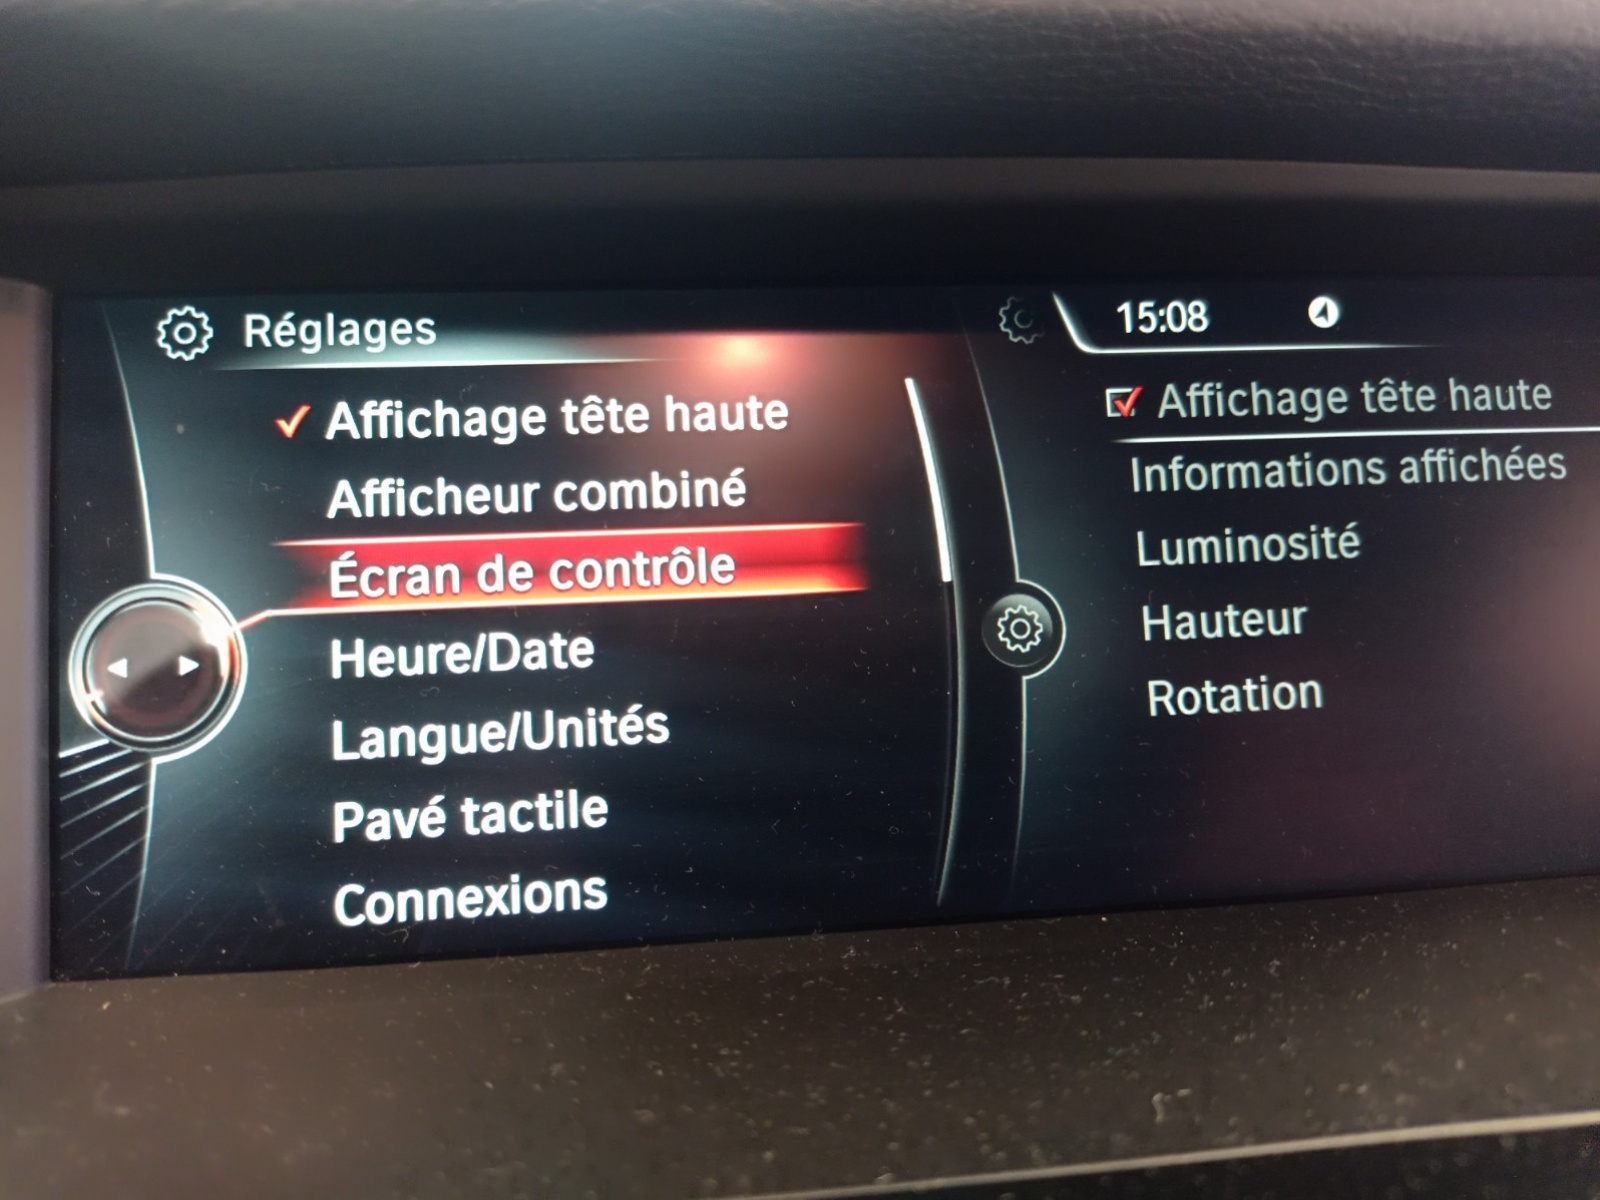 Réglages
Affichage tête haute
Afficheur combiné
Écran de contrôle
Heure/Date
Langue/Unités
Pavé tactile
Connexions
15:08
Affichage tête haute
Informations affichées
Luminosité
Hauteur
Rotation